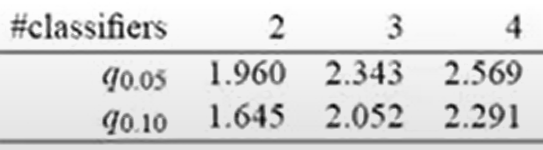 #classifiers 2 3 4
q0.05 1.960 2.343 2.569
q0.10 1.645 2.052 2.291